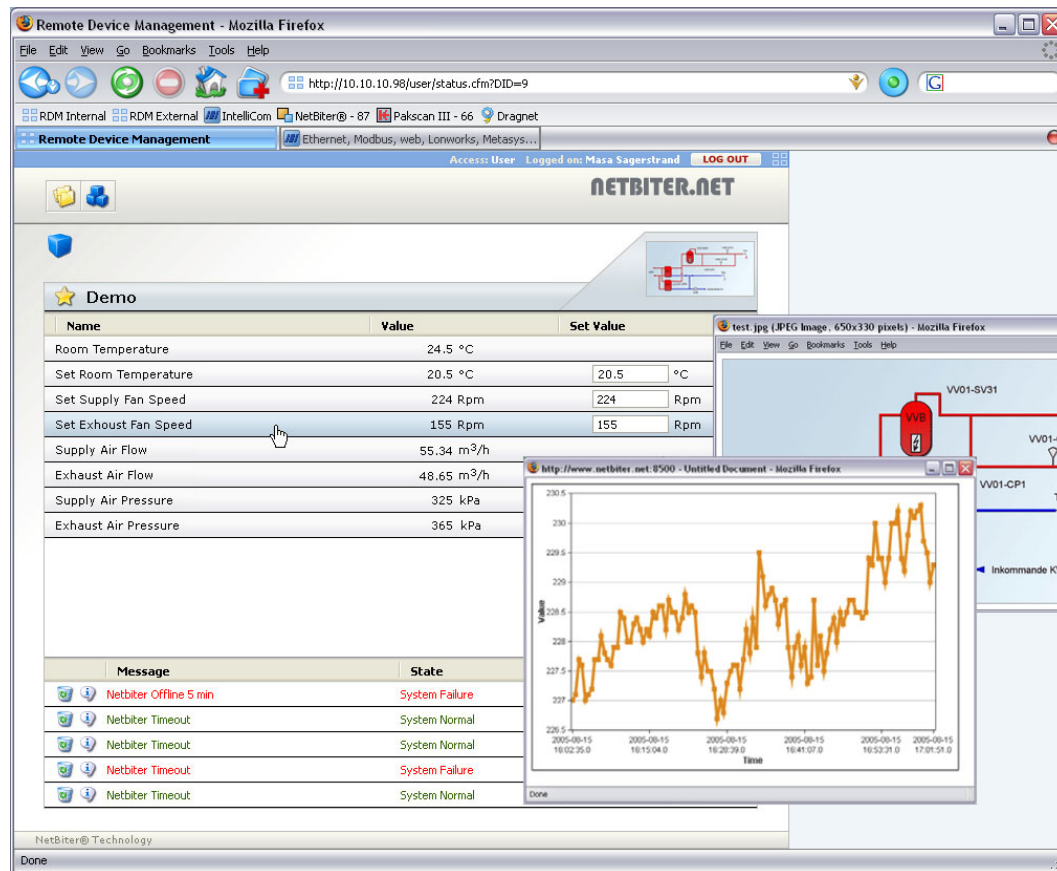 Remote Device Management - Mozilla Firefox
File Edit View Go Bookmarks Tools Help
http://10.10.10.98/user/status.cfm?DID=9
G
RDM Internal RDM External IntelliCom NetBiter® - 87 Pakscan III - 66 Dragnet
Remote Device Management Ethernet, Modbus, web, Lonworks, Metasys...
Access: User Logged on: Masa Sagerstrand LOG OUT
NETBITER.NET
Demo
Name Value Set Value
Room Temperature 24.5 °C
Set Room Temperature 20.5 °C 20.5 °C
Set Supply Fan Speed 224 Rpm 224 Rpm
Set Exhoust Fan Speed 155 Rpm 155 Rpm
Supply Air Flow 55.34 m³/h
Exhaust Air Flow 48.65 m³/h
Supply Air Pressure 325 kPa
Exhaust Air Pressure 365 kPa
Message State
Netbiter Offline 5 min System Failure
Netbiter Timeout System Normal
Netbiter Timeout System Normal
Netbiter Timeout System Failure
Netbiter Timeout System Normal
NetBiter® Technology
Done
test.jpg (JPEG Image, 650x330 pixels) - Mozilla Firefox
File Edit View Go Bookmarks Tools Help
VV01-SV31
VVB
VV01-
VV01-CP1
Inkommande
http://www.netbiter.net:8500 - Untitled Document - Mozilla Firefox
230.5
230
229.5
229
228.5
228
227.5
227
226.5
Value
2005-08-15 2005-08-15 2005-08-15 2005-08-15 2005-08-15 2005-08-15
16:02:35.0 16:15:04.0 16:28:39.0 16:41:07.0 16:53:31.0 17:01:51.0
Time
Done